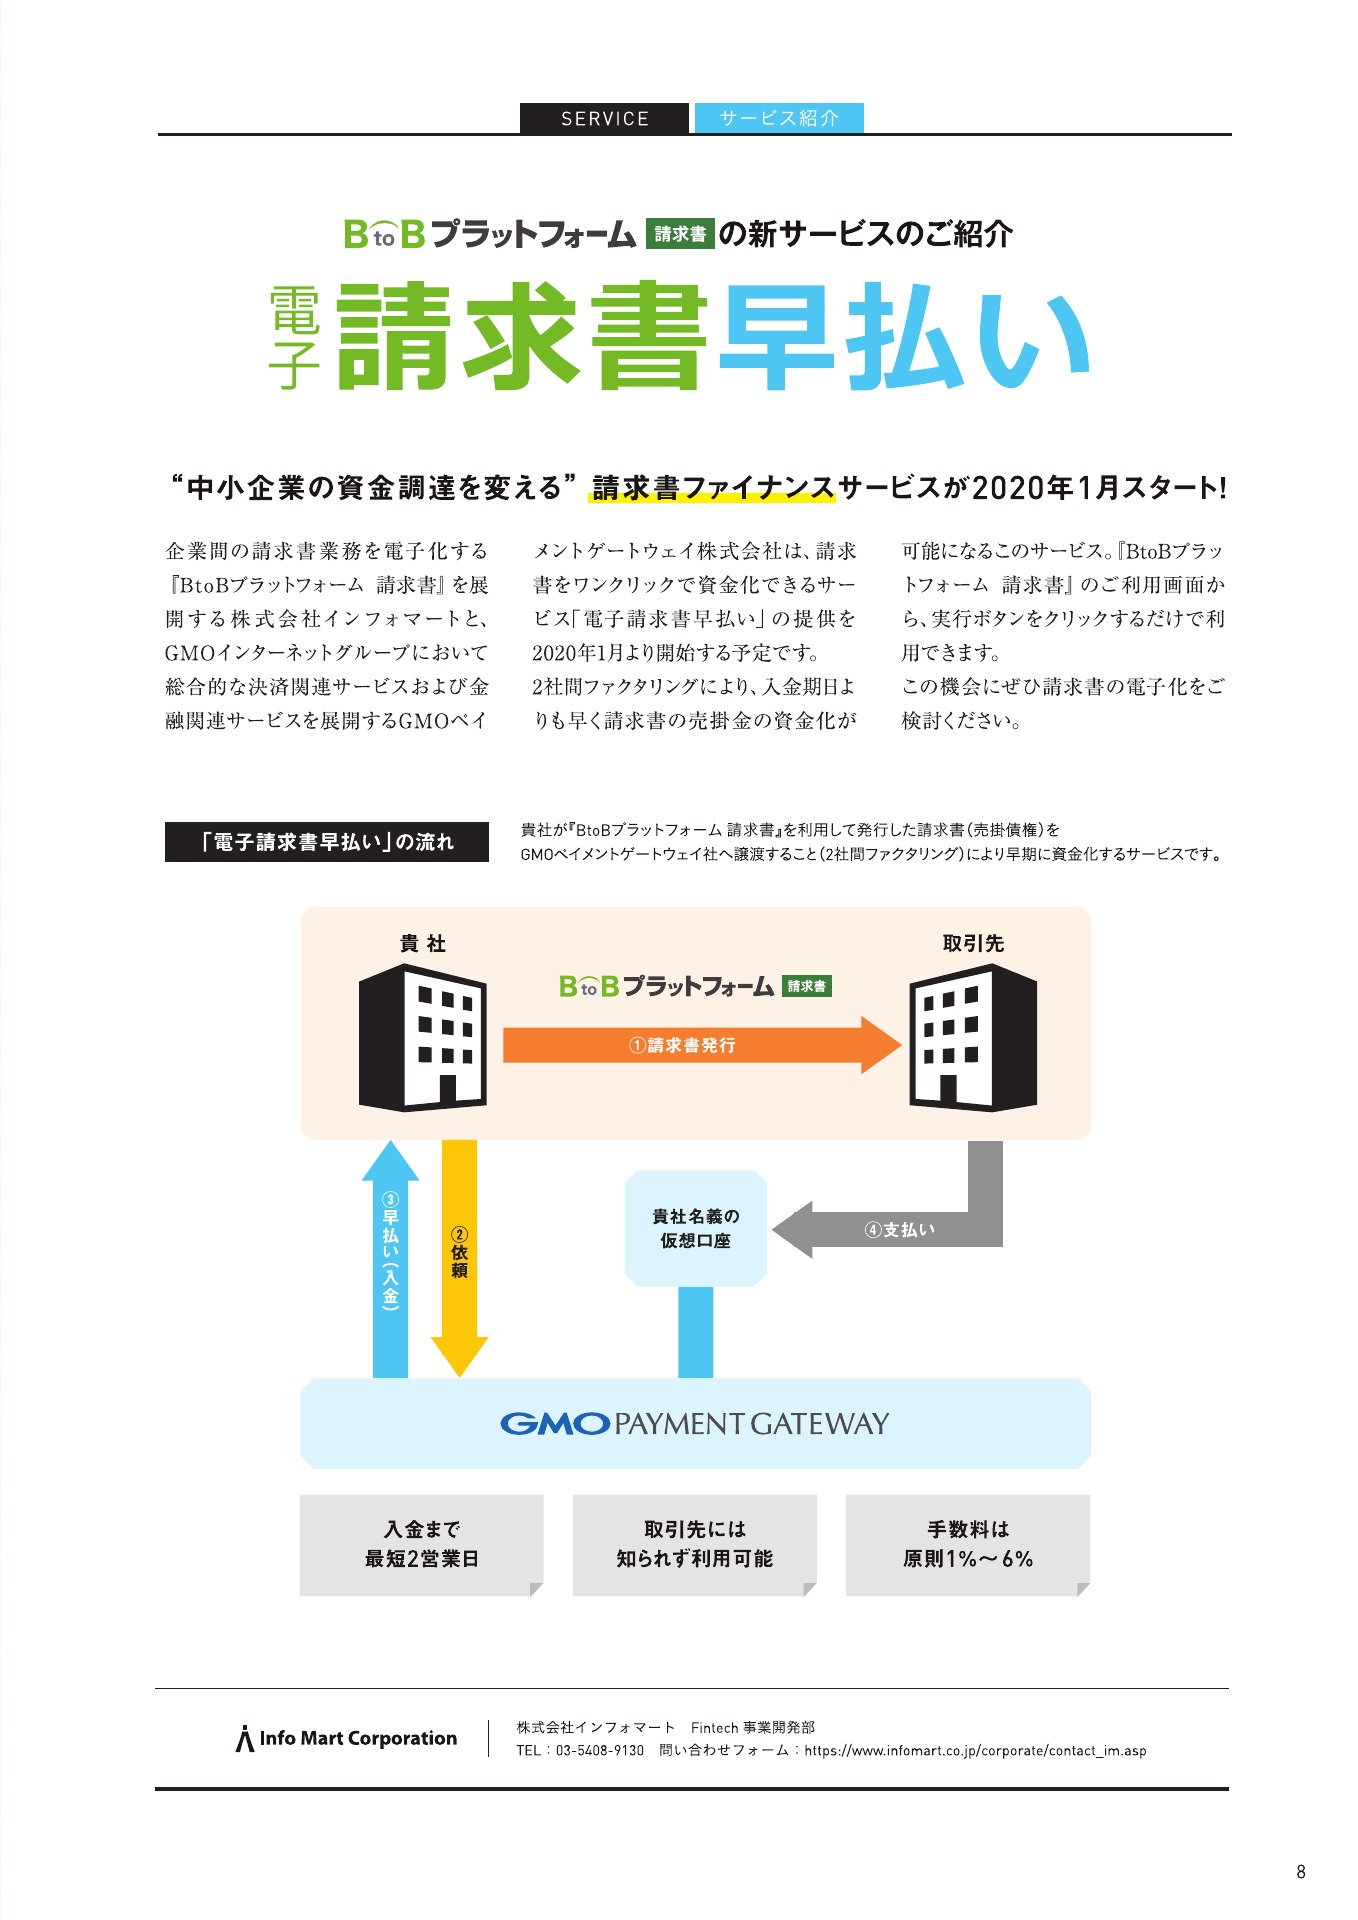 SERVICE
サービス紹介
BtoBプラットフォーム 請求書 の新サービスのご紹介
電子請求書早払い
“中小企業の資金調達を変える” 請求書ファイナンスサービスが2020年1月スタート!
企業間の請求書業務を電子化する
『BtoBプラットフォーム 請求書』を展
開する株式会社インフォマートと、
GMOインターネットグループにおいて
総合的な決済関連サービスおよび金
融関連サービスを展開するGMOペイ
メントゲートウェイ株式会社は、請求
書をワンクリックで資金化できるサー
ビス「電子請求書早払い」の提供を
2020年1月より開始する予定です。
2社間ファクタリングにより、入金期日よ
りも早く請求書の売掛金の資金化が
可能になるこのサービス。『BtoBプラッ
トフォーム 請求書』のご利用画面か
ら、実行ボタンをクリックするだけで利
用できます。
この機会にぜひ請求書の電子化をご
検討ください。
「電子請求書早払い」の流れ
貴社が『BtoBプラットフォーム 請求書』を利用して発行した請求書（売掛債権）を
GMOペイメントゲートウェイ社へ譲渡すること（2社間ファクタリング）により早期に資金化するサービスです。
貴社
取引先
BtoBプラットフォーム 請求書
①請求書発行
③早払い（入金）
②依頼
貴社名義の
仮想口座
④支払い
GMO PAYMENT GATEWAY
入金まで
最短2営業日
取引先には
知られず利用可能
手数料は
原則1%～6%
Info Mart Corporation
株式会社インフォマート Fintech 事業開発部
TEL：03-5408-9130 問い合わせフォーム：https://www.infomart.co.jp/corporate/contact_im.asp
8